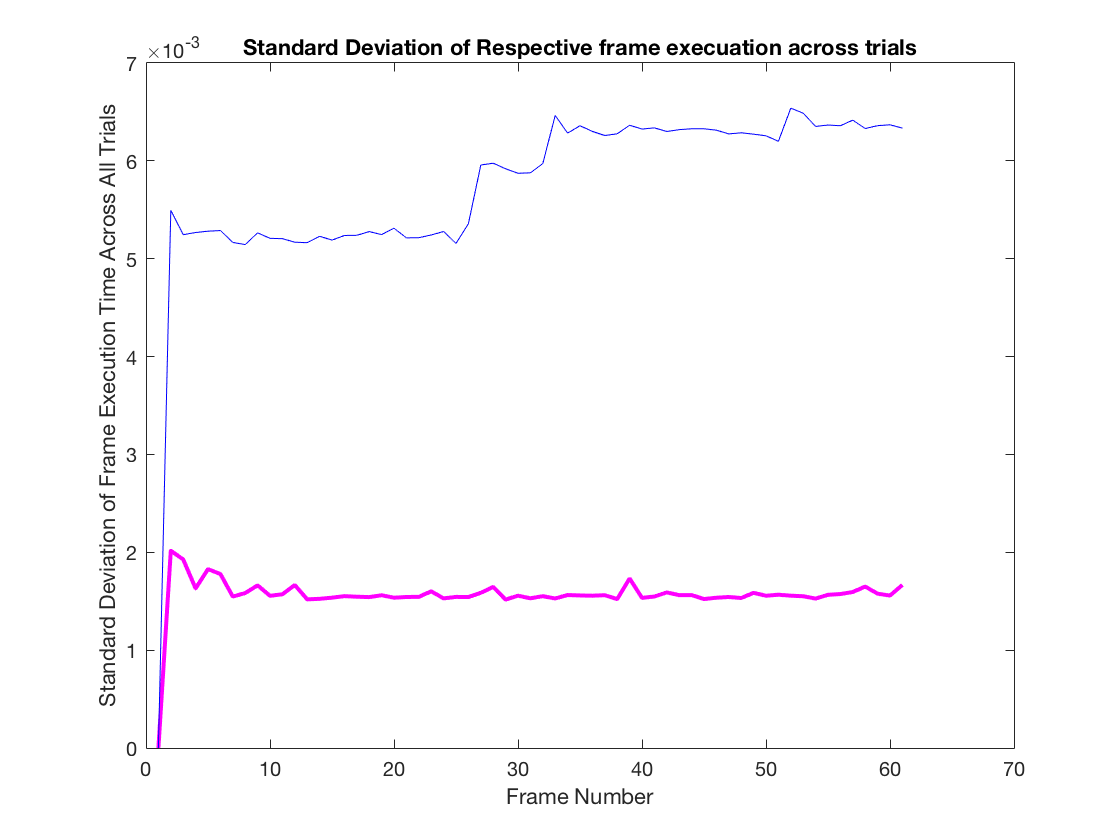 ×10-3
Standard Deviation of Respective frame execuation across trials
Standard Deviation of Frame Execution Time Across All Trials
7
6
5
4
3
2
1
0
0 10 20 30 40 50 60 70
Frame Number